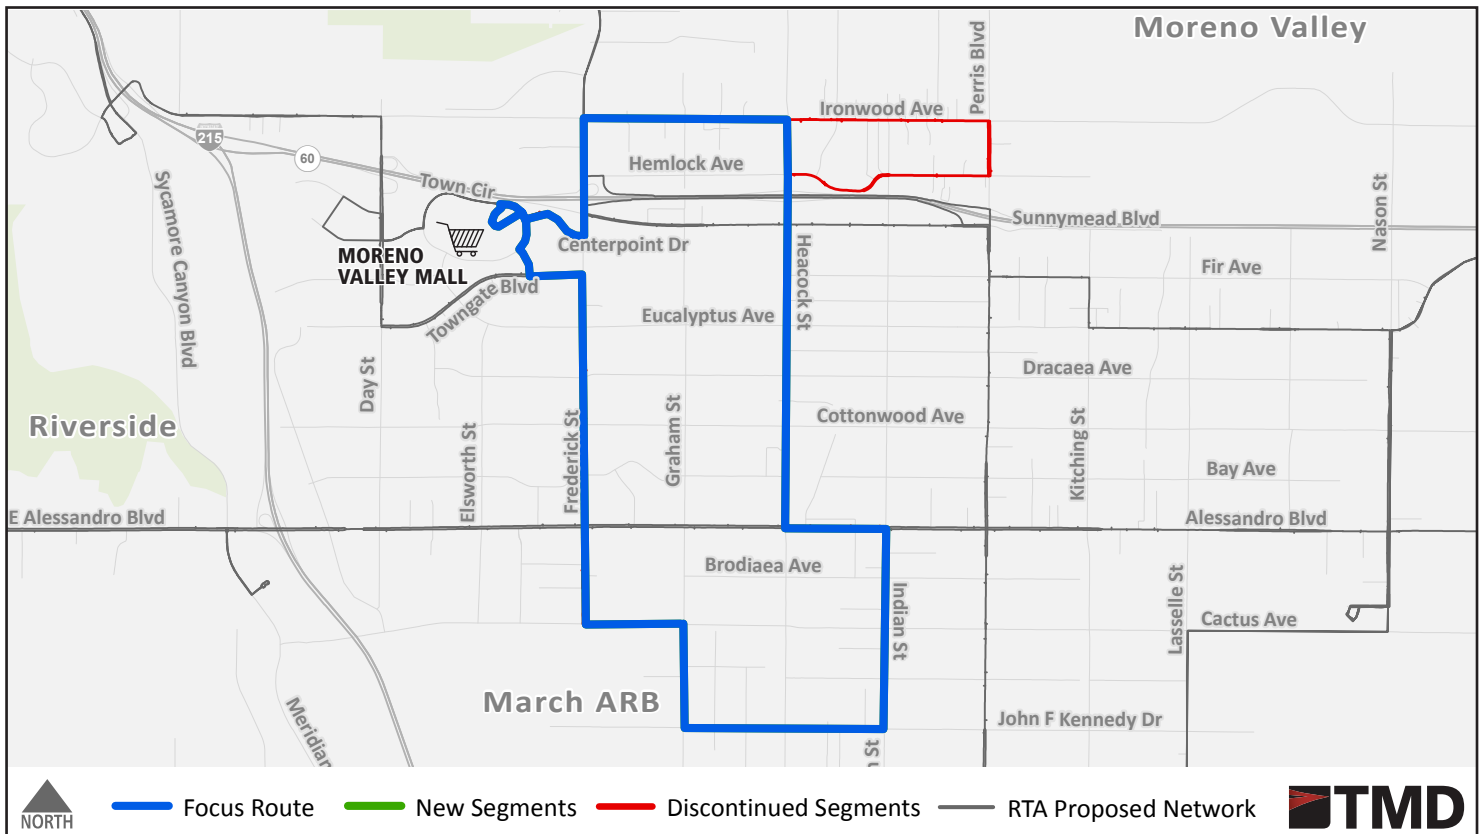 Moreno Valley
Perris Blvd
Ironwood Ave
215
60
Hemlock Ave
Town Cir
Sycamore Canyon Blvd
Nason St
Sunnymead Blvd
Centerpoint Dr
MORENO
VALLEY MALL
Heacock St
Fir Ave
Towngate Blvd
Eucalyptus Ave
Day St
Dracaea Ave
Riverside
Frederick St
Graham St
Cottonwood Ave
Elsworth St
Kitching St
Bay Ave
E Alessandro Blvd
Alessandro Blvd
Brodiaea Ave
Lasselle St
Indian St
Cactus Ave
March ARB
Meridian
John F Kennedy Dr
St
NORTH
Focus Route
New Segments
Discontinued Segments
RTA Proposed Network
TMD